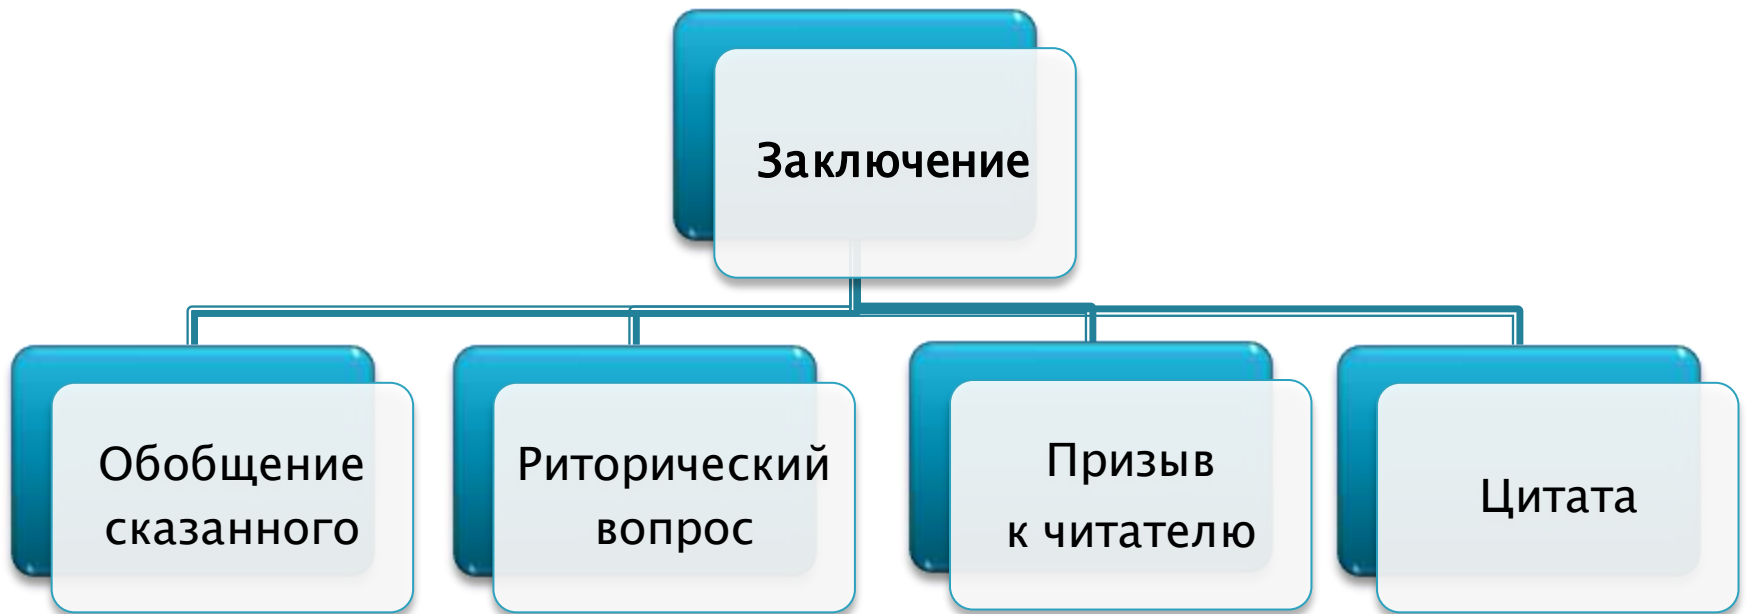 Заключение
Обобщение
сказанного
Риторический
вопрос
Призыв
к читателю
Цитата